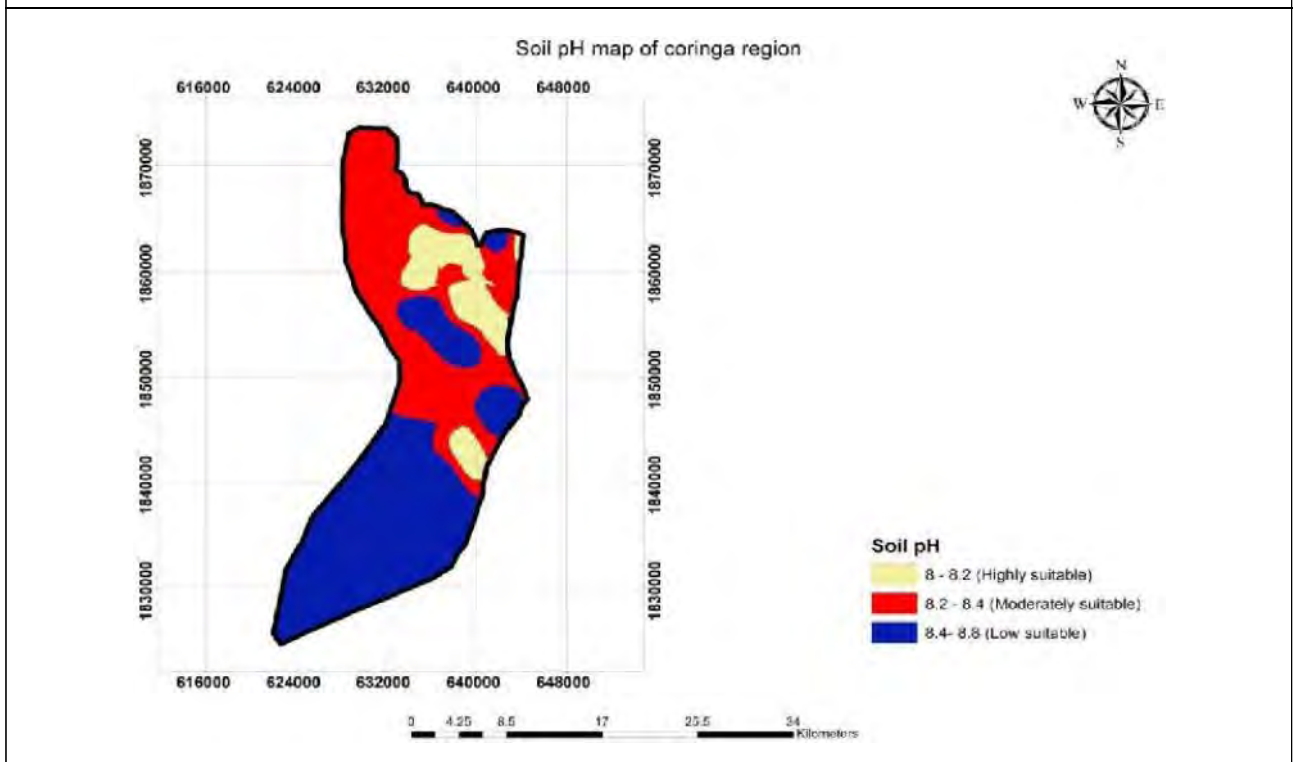 Soil pH map of coringa region
N
W E
S
616000 624000 632000 640000 648000
1870000 1870000
1860000 1860000
1850000 1850000
1840000 1840000
1830000 1830000
616000 624000 632000 640000 648000
Soil pH
8 - 8.2 (Highly suitable)
8.2 - 8.4 (Moderately suitable)
8.4- 8.8 (Low suitable)
0 4.25 8.5 17 25.5 34
Kilometers